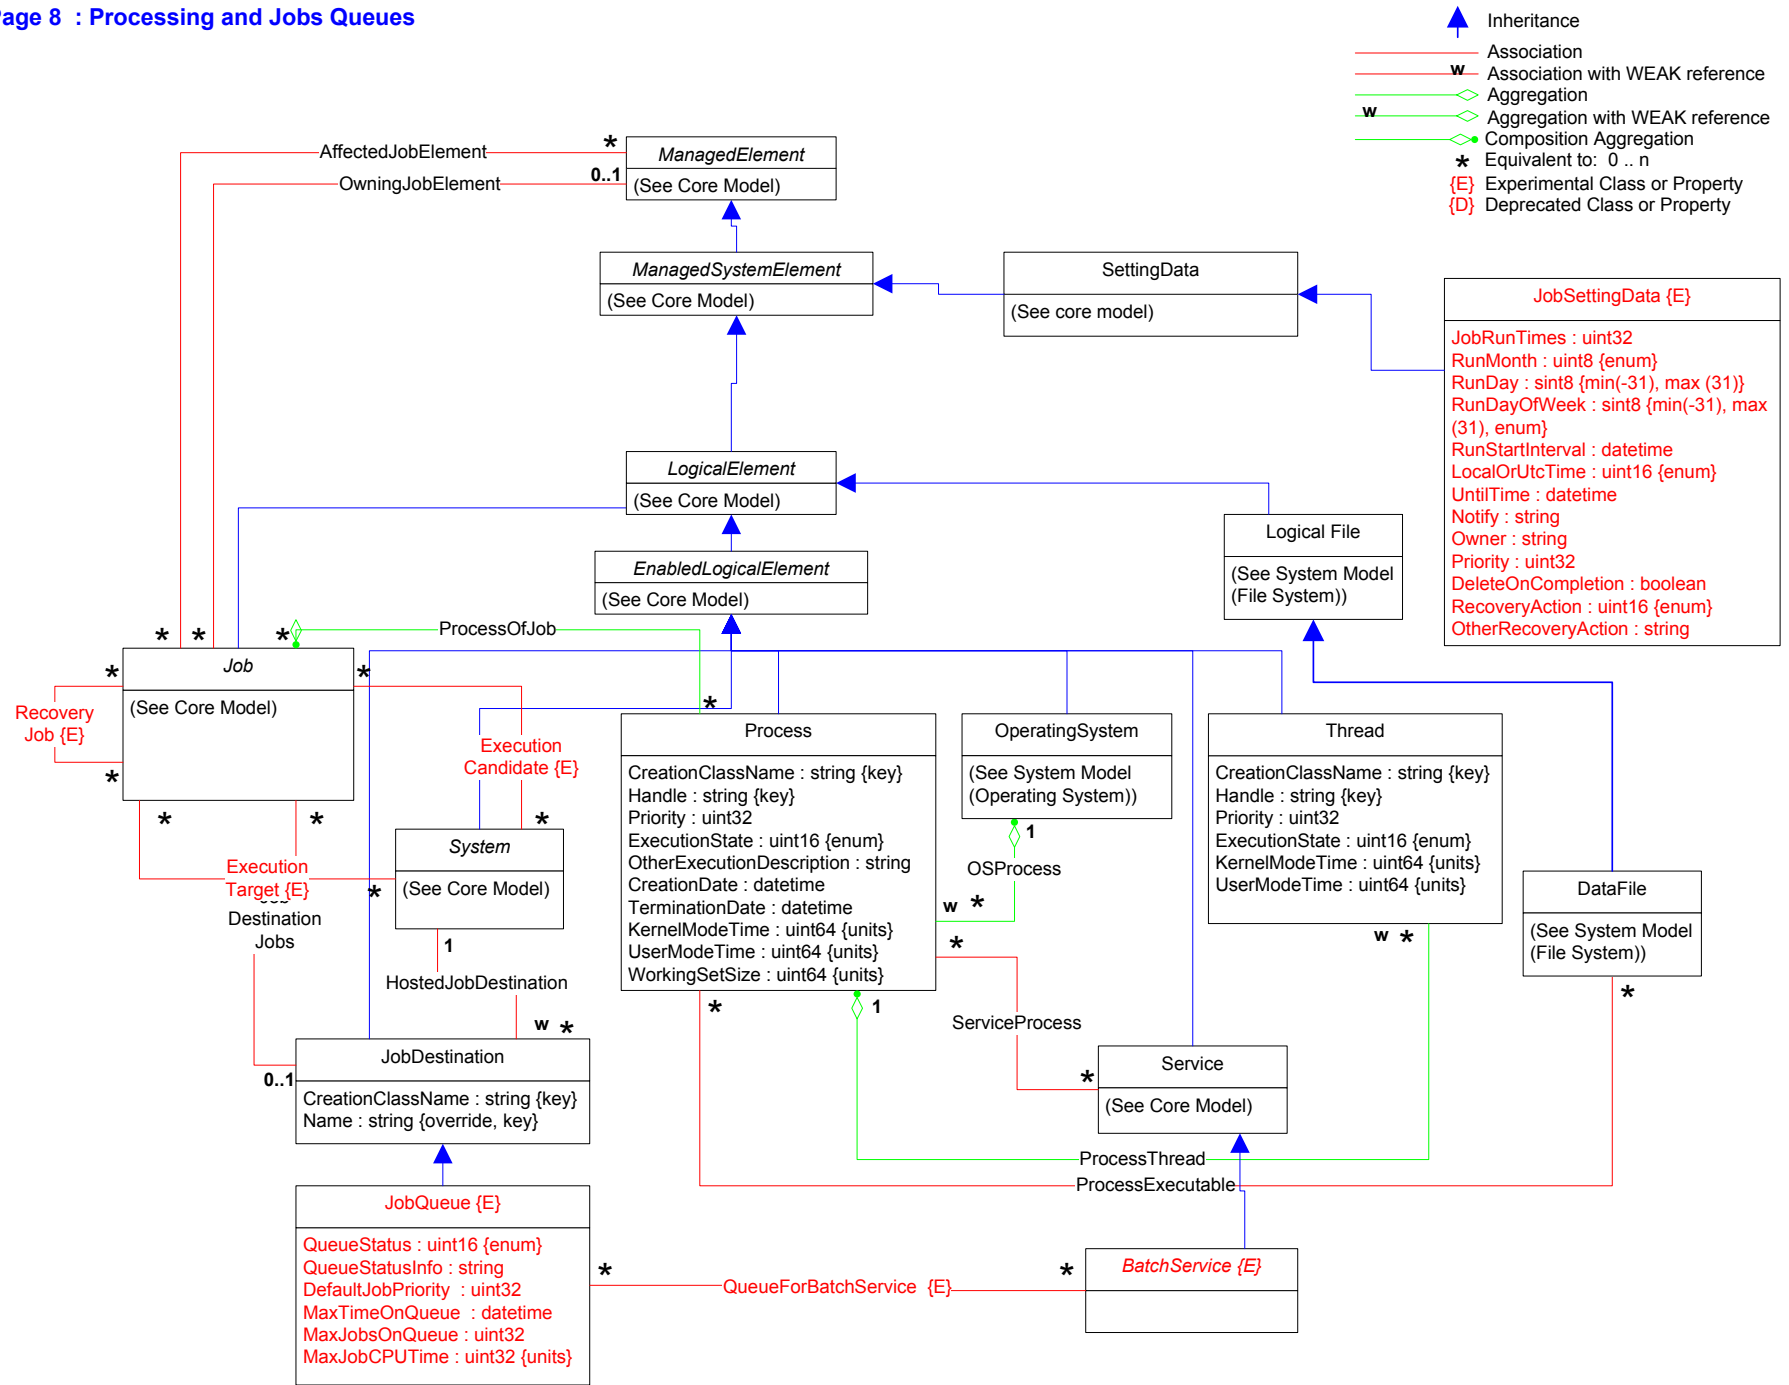 Page 8 : Processing and Jobs Queues
Inheritance
Association
w Association with WEAK reference
Aggregation
w Aggregation with WEAK reference
Composition Aggregation
* Equivalent to: 0 .. n
{E} Experimental Class or Property
{D} Deprecated Class or Property
AffectedJobElement
*
OwningJobElement
0..1
ManagedElement
(See Core Model)
ManagedSystemElement
(See Core Model)
SettingData
(See core model)
JobSettingData {E}
JobRunTimes : uint32
RunMonth : uint8 {enum}
RunDay : sint8 {min(-31), max (31)}
RunDayOfWeek : sint8 {min(-31), max
(31), enum}
RunStartInterval : datetime
LocalOrUtcTime : uint16 {enum}
UntilTime : datetime
Notify : string
Owner : string
Priority : uint32
DeleteOnCompletion : boolean
RecoveryAction : uint16 {enum}
OtherRecoveryAction : string
LogicalElement
(See Core Model)
EnabledLogicalElement
(See Core Model)
Logical File
(See System Model
(File System))
* * *
ProcessOfJob
*
Job
(See Core Model)
* *
Recovery
Job {E}
*
* *
Execution
Candidate {E}
*
System
(See Core Model)
Execution
Target {E}
*
Job
Destination
Jobs
0..1
1
HostedJobDestination
w *
JobDestination
CreationClassName : string {key}
Name : string {override, key}
JobQueue {E}
QueueStatus : uint16 {enum}
QueueStatusInfo : string
DefaultJobPriority : uint32
MaxTimeOnQueue : datetime
MaxJobsOnQueue : uint32
MaxJobCPUTime : uint32 {units}
Process
CreationClassName : string {key}
Handle : string {key}
Priority : uint32
ExecutionState : uint16 {enum}
OtherExecutionDescription : string
CreationDate : datetime
TerminationDate : datetime
KernelModeTime : uint64 {units}
UserModeTime : uint64 {units}
WorkingSetSize : uint64 {units}
OperatingSystem
(See System Model
(Operating System))
1
OSProcess
w *
*
ServiceProcess
*
* 1
Thread
CreationClassName : string {key}
Handle : string {key}
Priority : uint32
ExecutionState : uint16 {enum}
KernelModeTime : uint64 {units}
UserModeTime : uint64 {units}
w *
DataFile
(See System Model
(File System))
*
Service
(See Core Model)
ProcessThread
ProcessExecutable
BatchService {E}
*
QueueForBatchService {E}
*